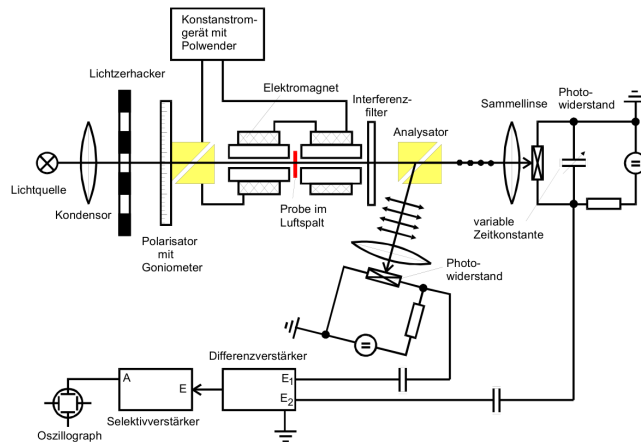 Konstanstrom-
gerät mit
Polwender
Lichtzerhacker
Elektromagnet
Interferenz-
filter
Analysator
Sammellinse
Photo-
widerstand
Lichtquelle
Kondensor
Polarisator
mit
Goniometer
Probe im
Luftspalt
variable
Zeitkonstante
Photo-
widerstand
Differenzverstärker
A
E
E1
E2
Selektivverstärker
Oszillograph